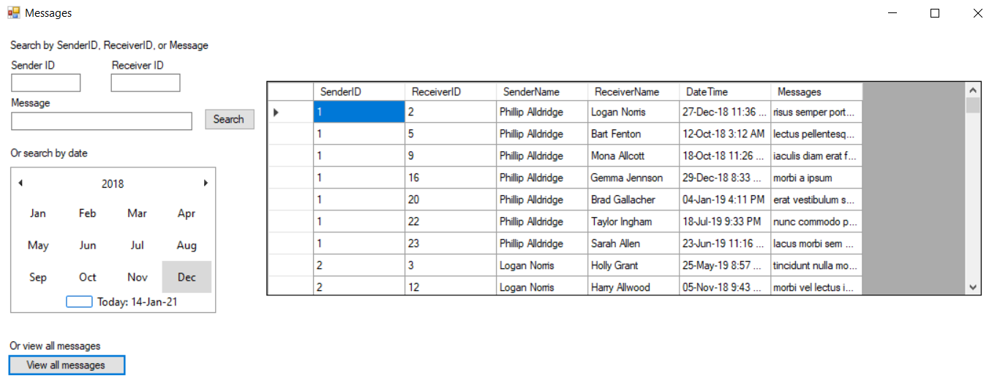 Messages
Search by SenderID, ReceiverID, or Message
Sender ID Receiver ID
Message
Search
Or search by date
2018
Jan Feb Mar Apr
May Jun Jul Aug
Sep Oct Nov Dec
Today: 14-Jan-21
Or view all messages
View all messages
SenderID ReceiverID SenderName ReceiverName DateTime Messages
1 2 Phillip Aldridge Logan Norris 27-Dec-18 11:36 ... risus semper port...
1 5 Phillip Aldridge Bart Fenton 12-Oct-18 3:12 AM lectus pellentesq...
1 9 Phillip Aldridge Mona Allcott 18-Oct-18 11:26 ... iaculis diam erat f...
1 16 Phillip Aldridge Gemma Jennson 29-Dec-18 8:33 ... morbi a ipsum
1 20 Phillip Aldridge Brad Gallacher 04-Jan-19 4:11 PM erat vestibulum s...
1 22 Phillip Aldridge Taylor Ingham 18-Jul-19 9:33 PM nunc commodo p...
1 23 Phillip Aldridge Sarah Allen 23-Jun-19 11:16 ... lacus morbi sem ...
2 3 Logan Norris Holly Grant 25-May-19 8:57 ... tincidunt nulla mo...
2 12 Logan Norris Harry Allwood 05-Nov-18 9:43 ... morbi vel lectus i...